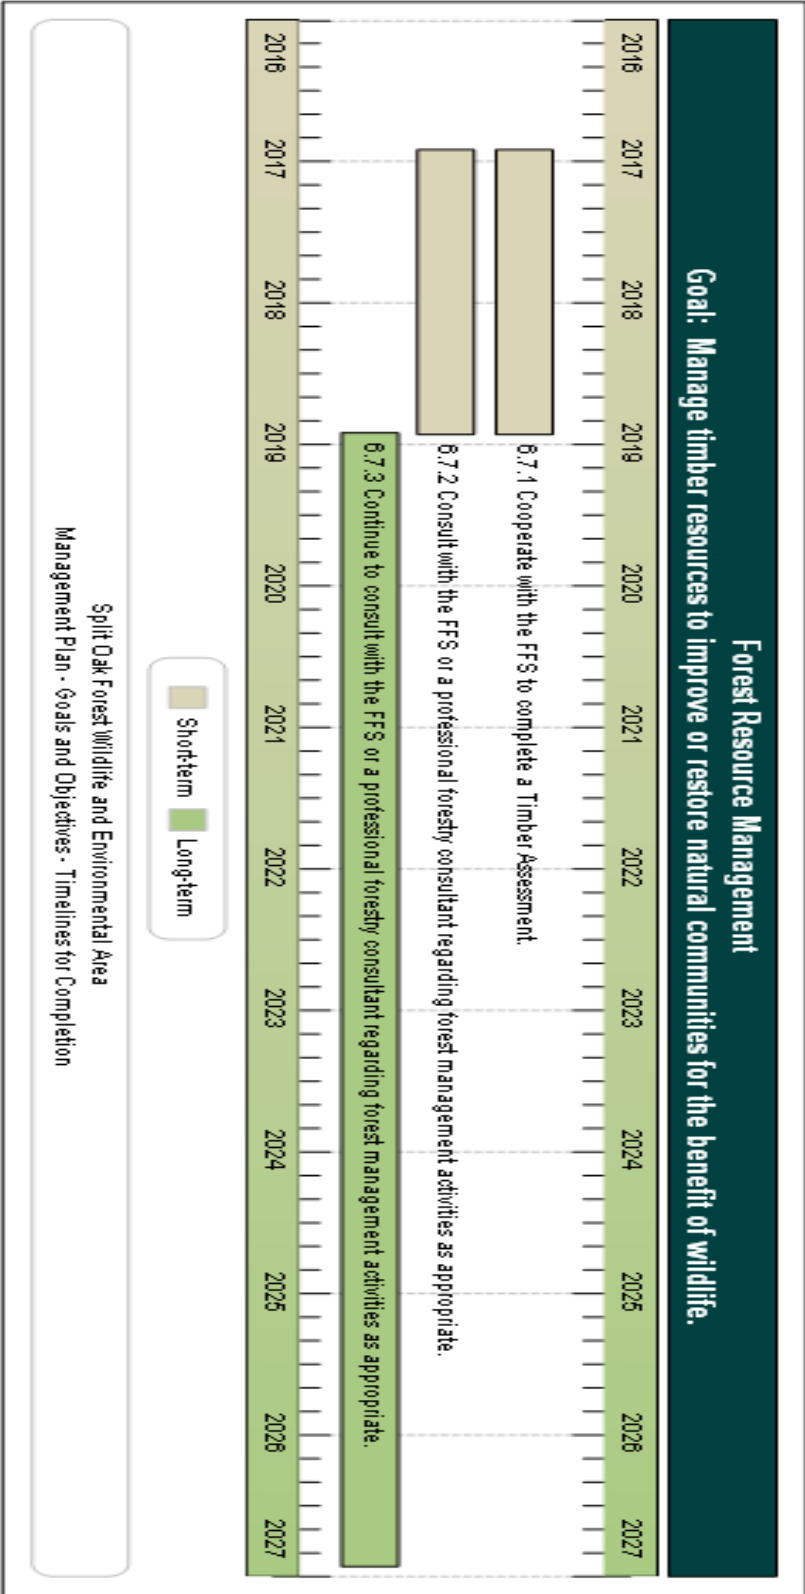 Forest Resource Management
Goal:  Manage timber resources to improve or restore natural communities for the benefit of wildlife.
2016 2017 2018 2019 2020 2021 2022 2023 2024 2025 2026 2027
6.7.1 Cooperate with the FFS to complete a Timber Assessment.
6.7.2 Consult with the FFS or a professional forestry consultant regarding forest management activities as appropriate.
6.7.3 Continue to consult with the FFS or a professional forestry consultant regarding forest management activities as appropriate.
2016 2017 2018 2019 2020 2021 2022 2023 2024 2025 2026 2027
Short-term Long-term
Split Oak Forest Wildlife and Environmental Area
Management Plan - Goals and Objectives - Timelines for Completion